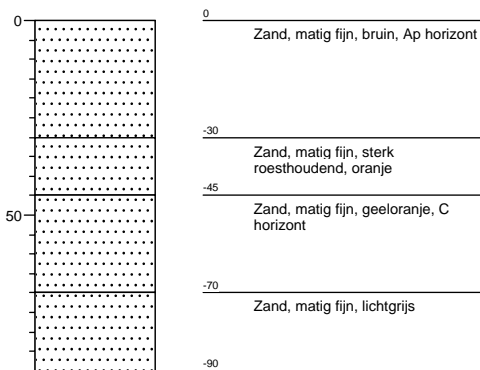 0
0
Zand, matig fijn, bruin, Ap horizont
-30
Zand, matig fijn, sterk
roesthoudend, oranje
-45
Zand, matig fijn, geeloranje, C
horizont
50
-70
Zand, matig fijn, lichtgrijs
-90